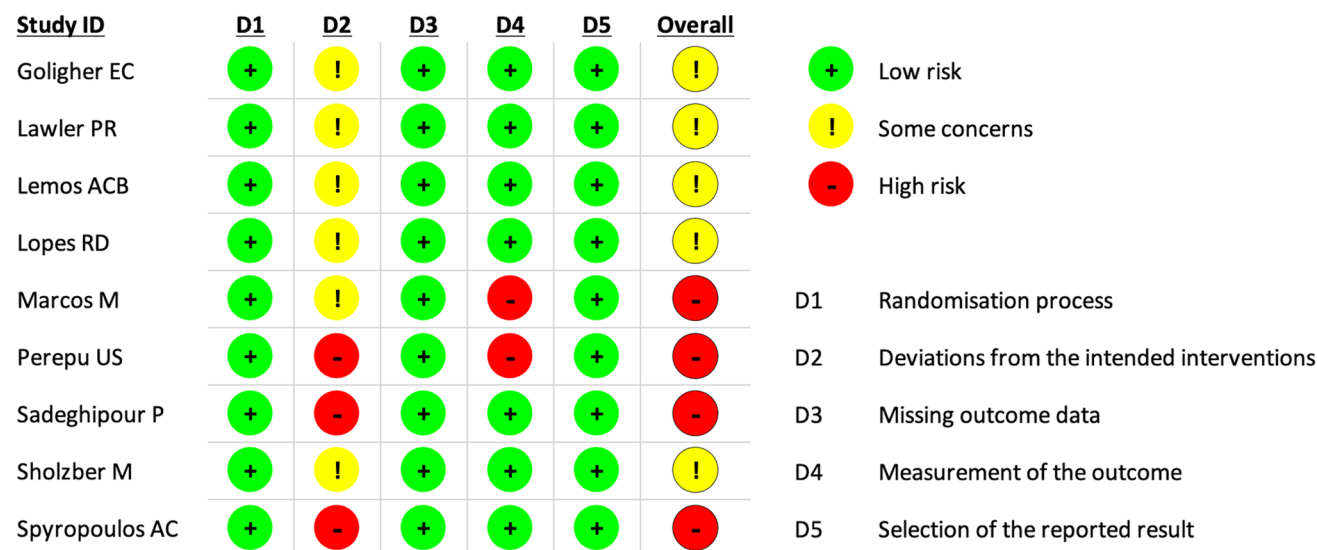 Study ID D1 D2 D3 D4 D5 Overall
Goligher EC + ! + + + ! + Low risk
Lawler PR + ! + + + ! ! Some concerns
Lemos ACB + ! + + + ! - High risk
Lopes RD + ! + + + !
Marcos M + ! + - + - D1 Randomisation process
Perepu US + - + - + - D2 Deviations from the intended interventions
Sadeghipour P + - + + + - D3 Missing outcome data
Sholzber M + ! + + + ! D4 Measurement of the outcome
Spyropoulos AC + - + + + - D5 Selection of the reported result